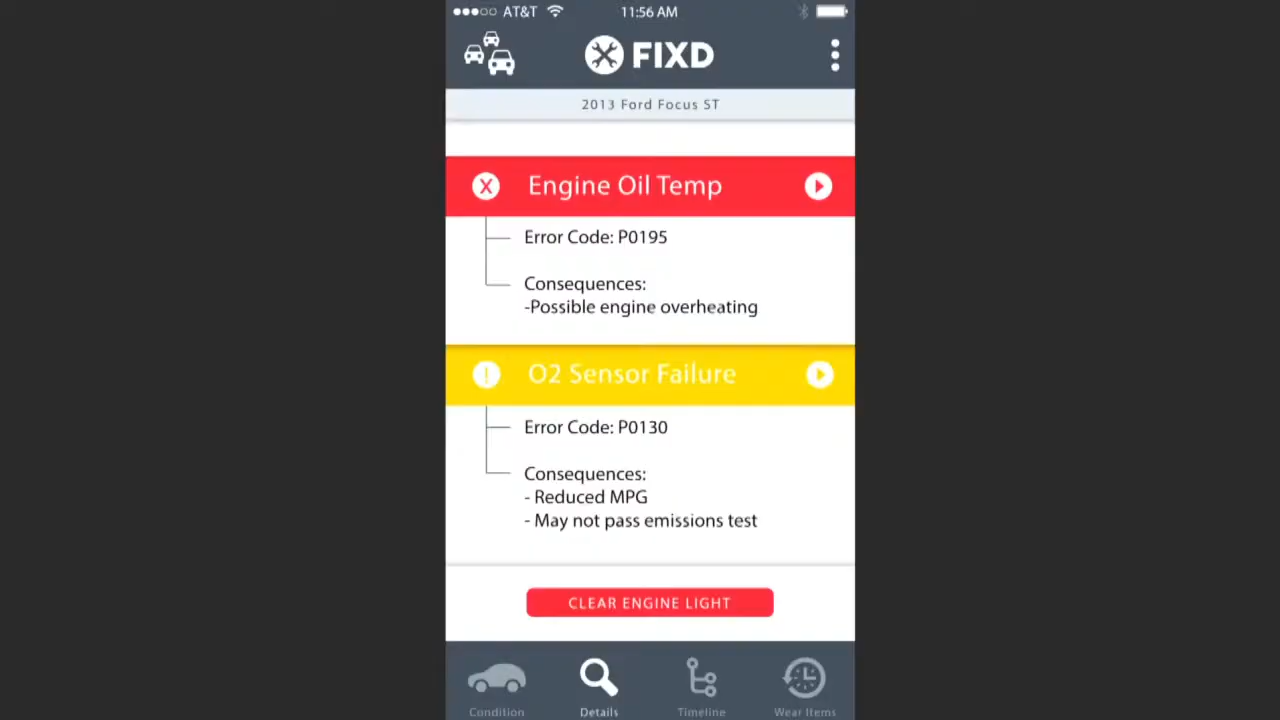 AT&T 11:56 AM
FIXD
2013 Ford Focus ST
X Engine Oil Temp
Error Code: P0195
Consequences:
-Possible engine overheating
! O2 Sensor Failure
Error Code: P0130
Consequences:
- Reduced MPG
- May not pass emissions test
CLEAR ENGINE LIGHT
Condition Details Timeline Wear Items